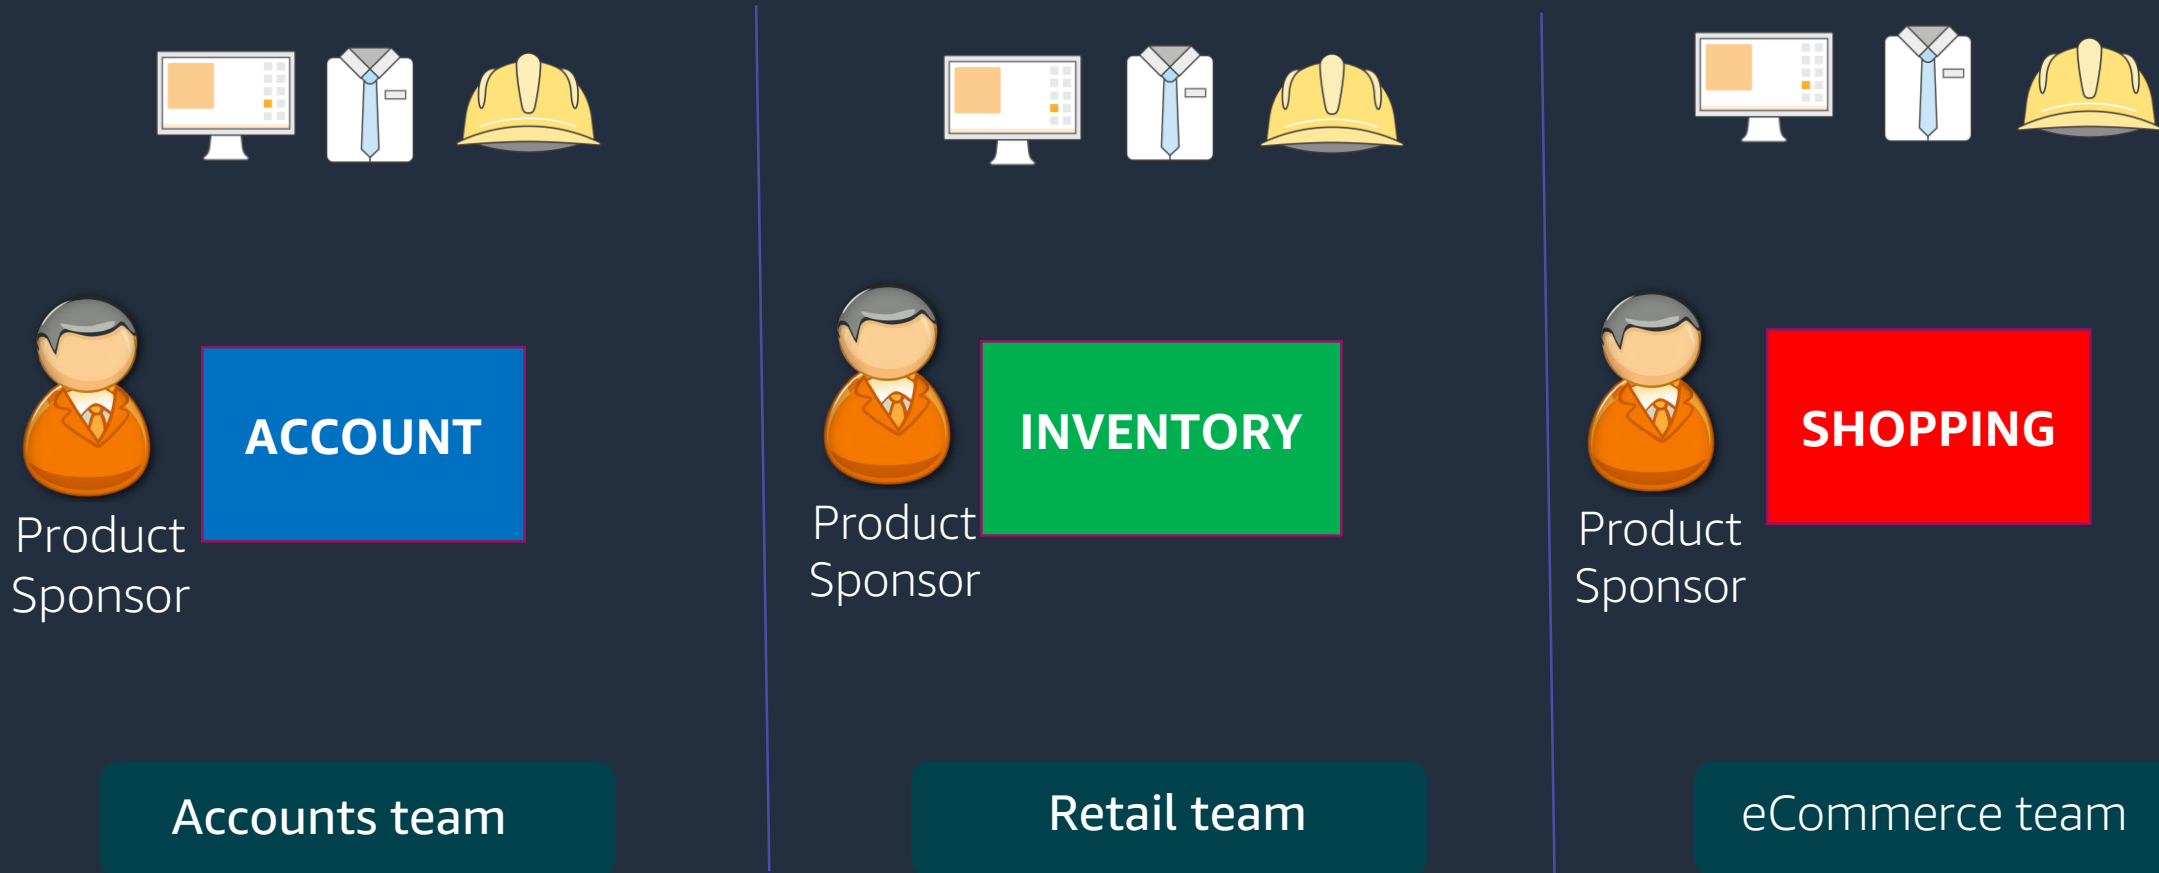 ACCOUNT
Product
Sponsor
Accounts team
INVENTORY
Product
Sponsor
Retail team
SHOPPING
Product
Sponsor
eCommerce team